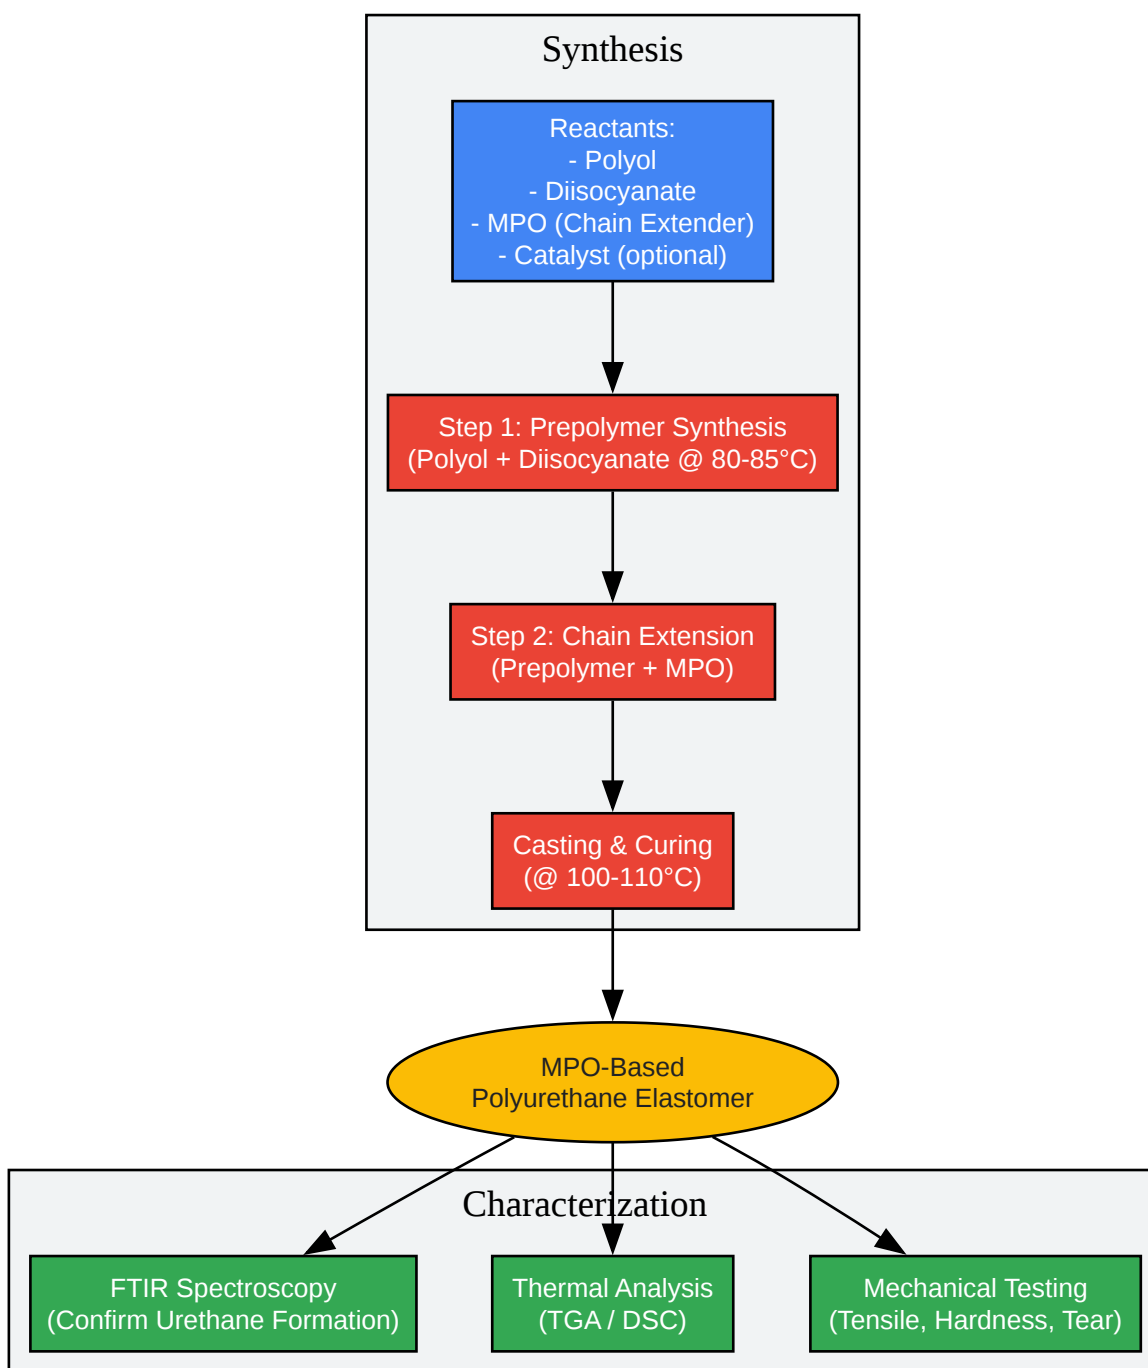 Synthesis
Reactants:
- Polyol
- Diisocyanate
- MPO (Chain Extender)
- Catalyst (optional)
Step 1: Prepolymer Synthesis
(Polyol + Diisocyanate @ 80-85°C)
Step 2: Chain Extension
(Prepolymer + MPO)
Casting & Curing
(@ 100-110°C)
MPO-Based
Polyurethane Elastomer
Characterization
FTIR Spectroscopy
(Confirm Urethane Formation)
Thermal Analysis
(TGA / DSC)
Mechanical Testing
(Tensile, Hardness, Tear)